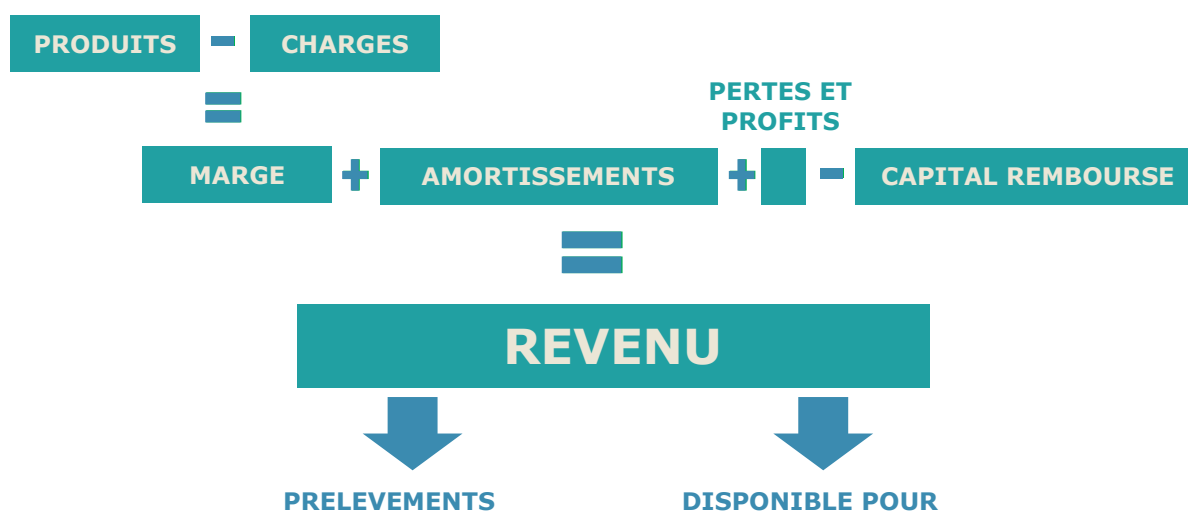 PRODUITS - CHARGES
=
PERTES ET
PROFITS
MARGE + AMORTISSEMENTS + - CAPITAL REMBOURSE
=
REVENU
PRELEVEMENTS
DISPONIBLE POUR